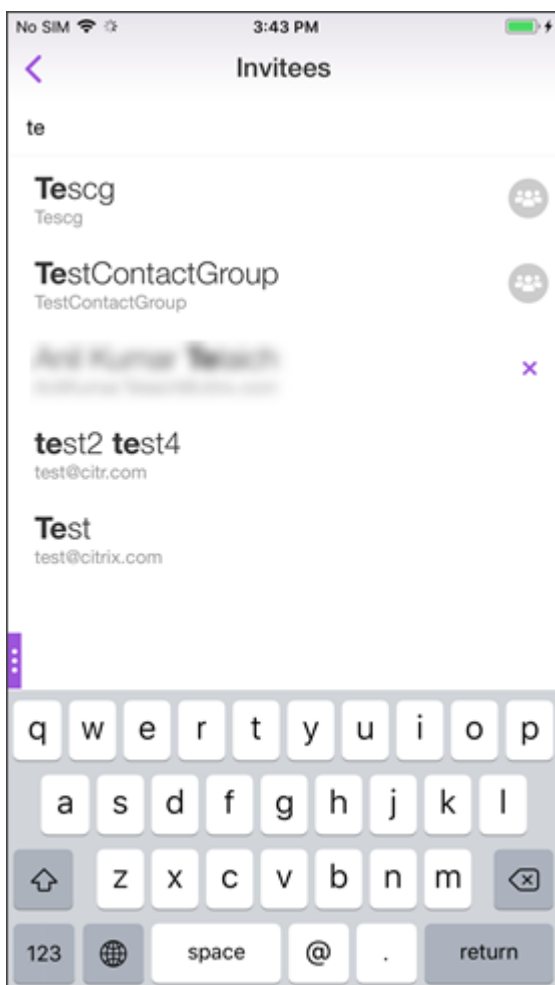 No SIM 3:43 PM
Invitees
te
Tescg
Tescg
TestContactGroup
TestContactGroup
test2 test4
test@citr.com
Test
test@citrix.com
q w e r t y u i o p
a s d f g h j k l
z x c v b n m
123 space @ . return